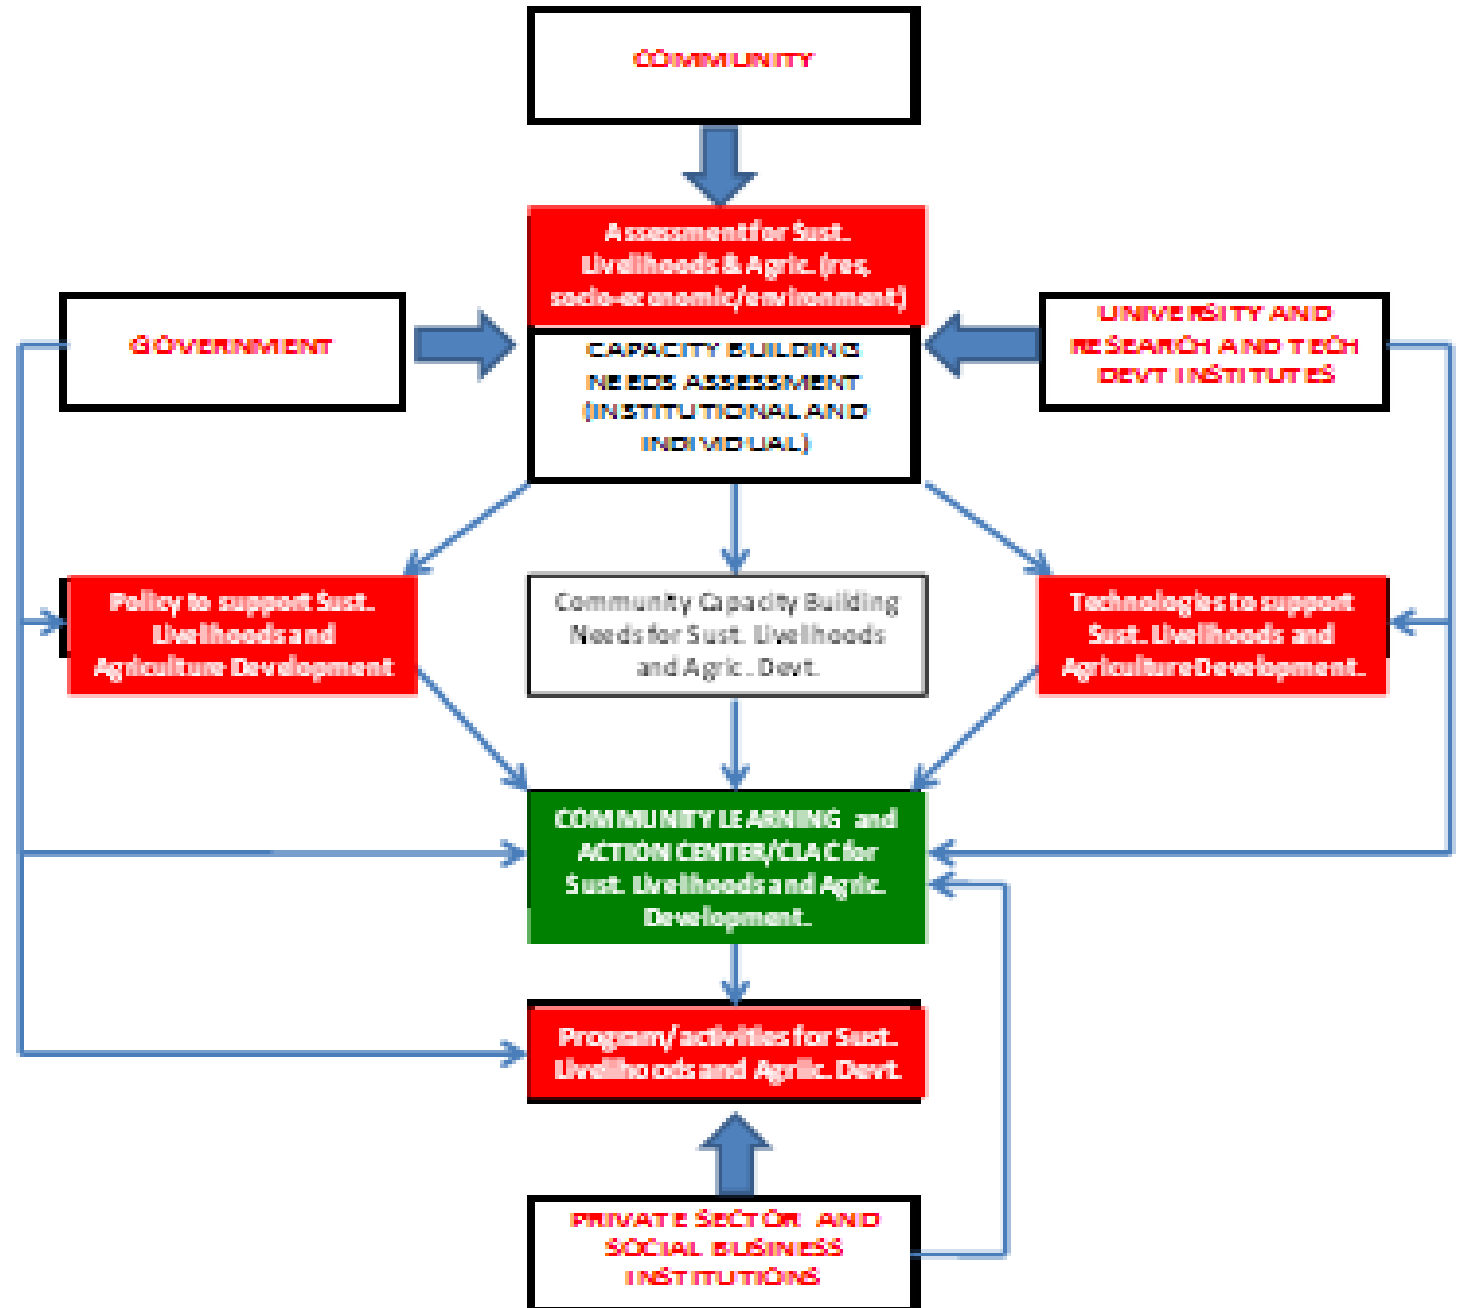 COMMUNITY
Assessment for Sust.
Livelihoods & Agric. (res,
socio-economic/environment)
GOVERNMENT
CAPACITY BUILDING
NEEDS ASSESSMENT
(INSTITUTIONAL AND
INDIVIDUAL)
UNIVERSITY AND
RESEARCH AND TECH
DEVT INSTITUTES
Policy to support Sust.
Livelihoods and
Agriculture Development
Community Capacity Building
Needs for Sust. Livelihoods
and Agric. Devt.
Technologies to support
Sust. Livelihoods and
Agriculture Development.
COMMUNITY LEARNING and
ACTION CENTER/CLAC for
Sust. Livelihoods and Agric.
Development.
Program/activities for Sust.
Livelihoods and Agriic. Devt.
PRIVATE SECTOR AND
SOCIAL BUSINESS
INSTITUTIONS